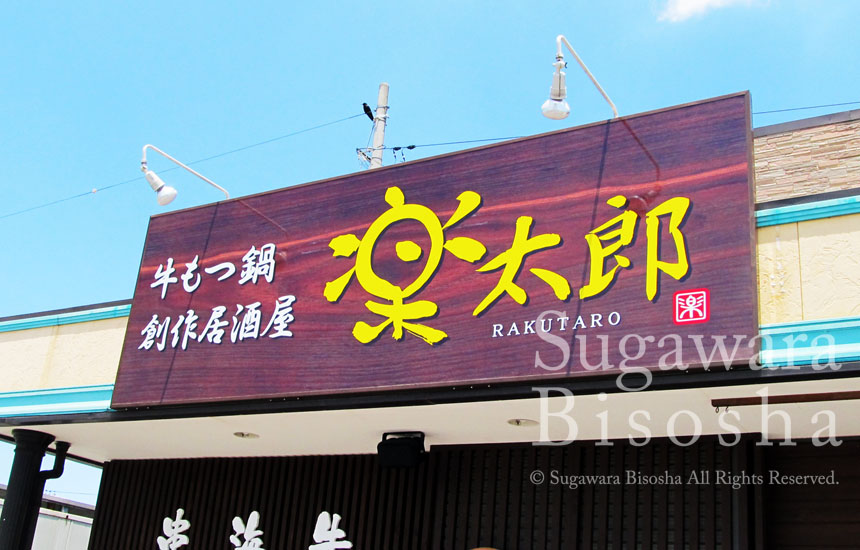 牛もつ鍋
創作居酒屋
楽太郎
RAKUTARO
楽
Sugawara
Bisosha
© Sugawara Bisosha All Rights Reserved.